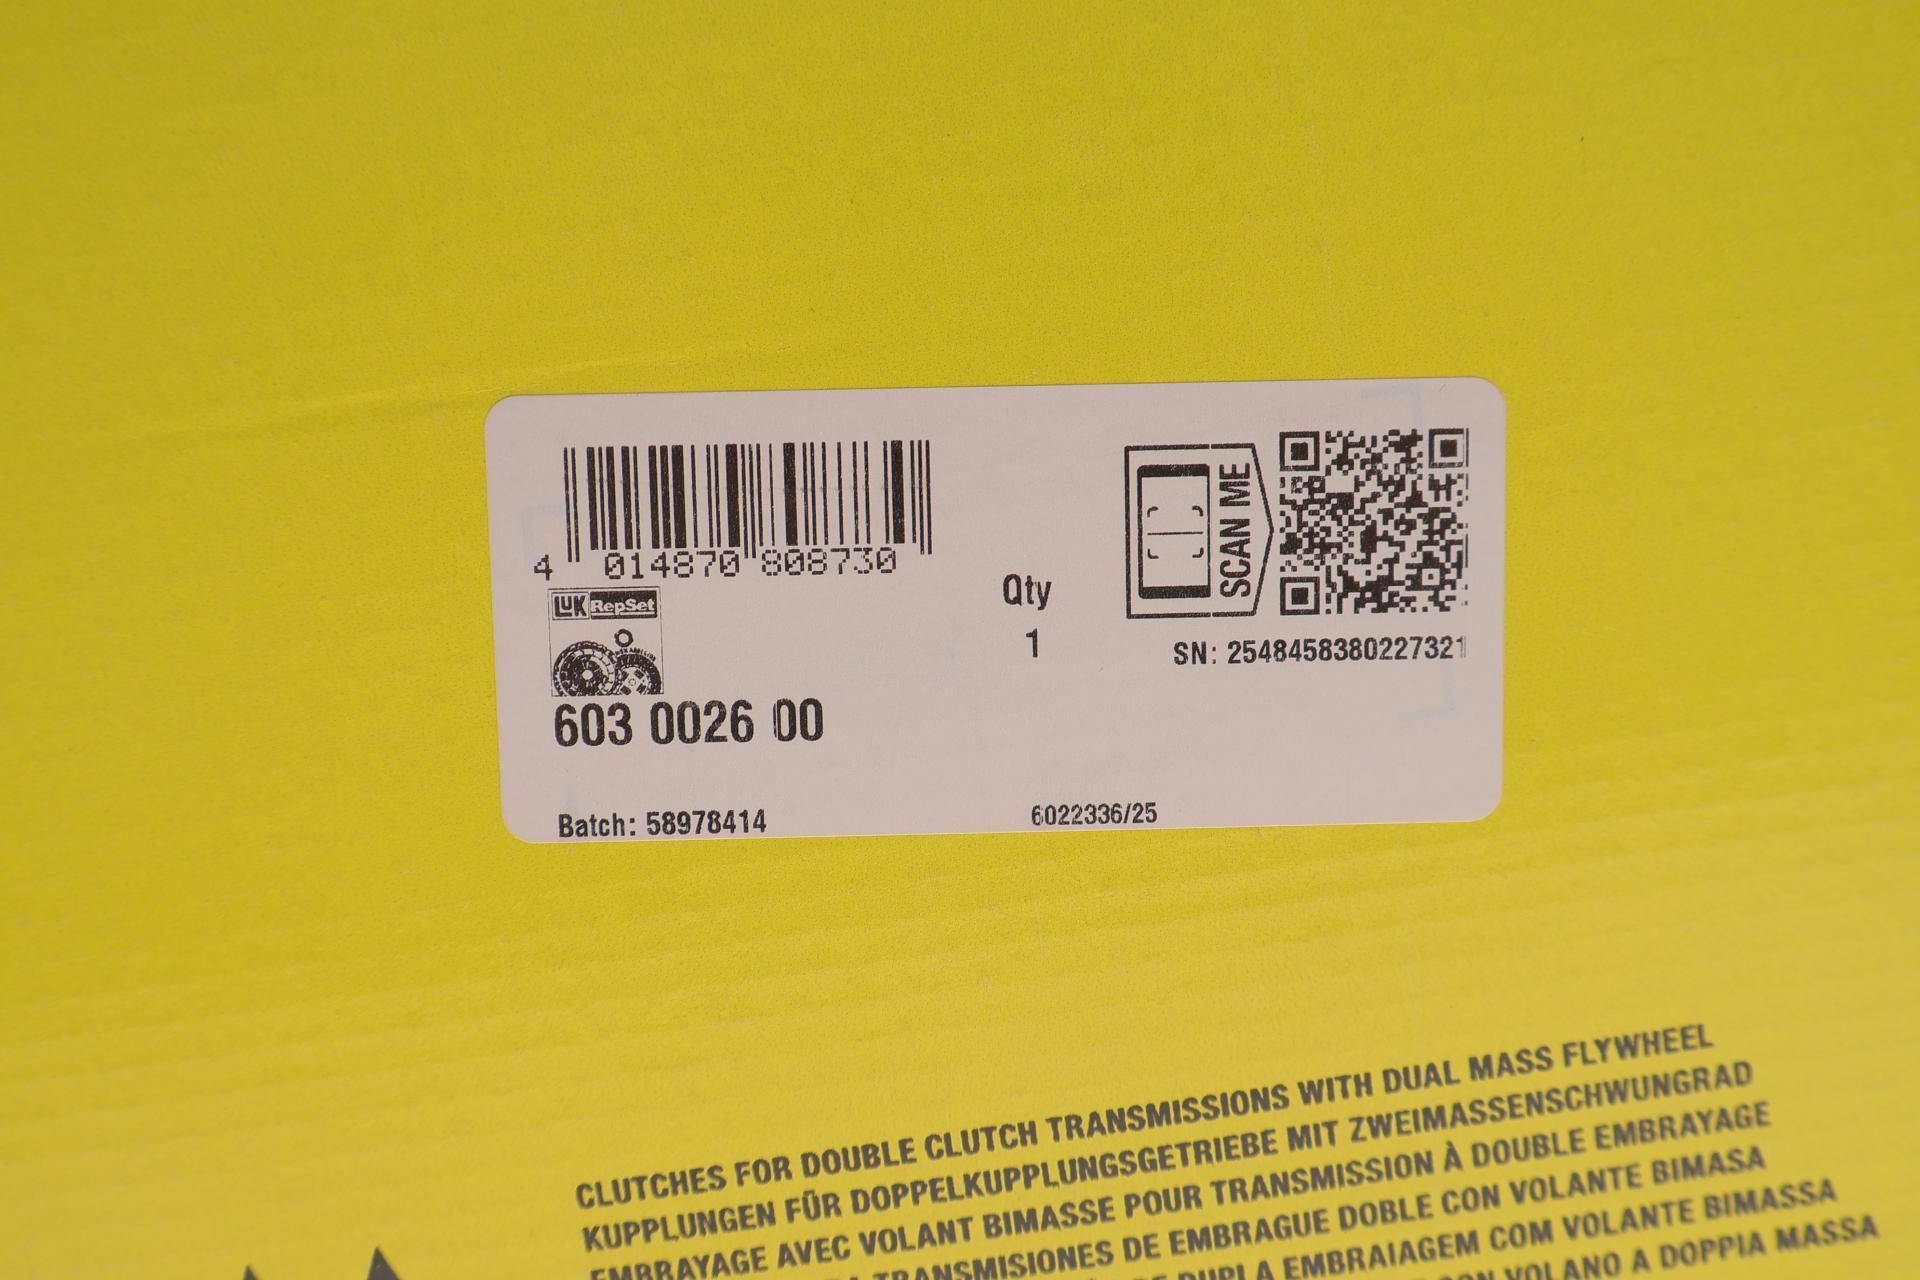 4 014870 808730
LUK RepSet
Qty
1
SCAN ME
SN: 2548458380227321
603 0026 00
Batch: 58978414
6022336/25
CLUTCHES FOR DOUBLE CLUTCH TRANSMISSIONS WITH DUAL MASS FLYWHEEL
KUPPLUNGEN FÜR DOPPELKUPPLUNGSGETRIEBE MIT ZWEIMASSENSCHWUNGRAD
EMBRAYAGE AVEC VOLANT BIMASSE POUR TRANSMISSION À DOUBLE EMBRAYAGE
TRANSMISIONES DE EMBRAGUE DOBLE CON VOLANTE BIMASA
DUPLA EMBRAIAGEM COM VOLANTE BIMASSA
CON VOLANO A DOPPIA MASSA